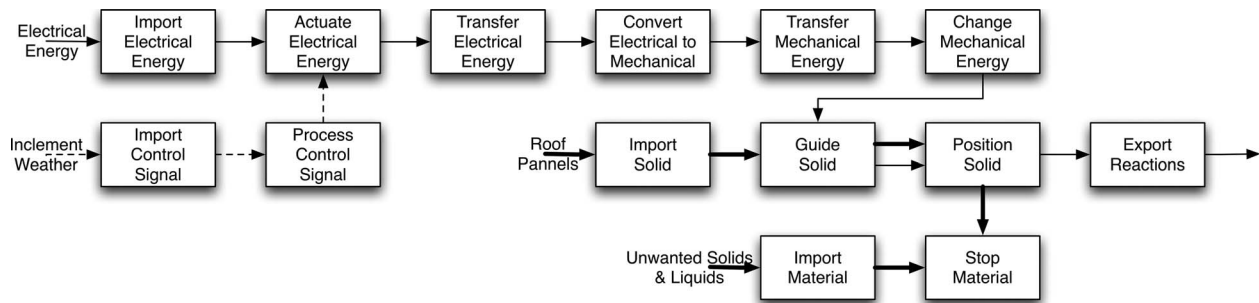 Electrical
Energy
Import
Electrical
Energy
Actuate
Electrical
Energy
Transfer
Electrical
Energy
Convert
Electrical to
Mechanical
Transfer
Mechanical
Energy
Change
Mechanical
Energy
Inclement
Weather
Import
Control
Signal
Process
Control
Signal
Roof
Pannels
Import
Solid
Guide
Solid
Position
Solid
Export
Reactions
Unwanted Solids
& Liquids
Import
Material
Stop
Material